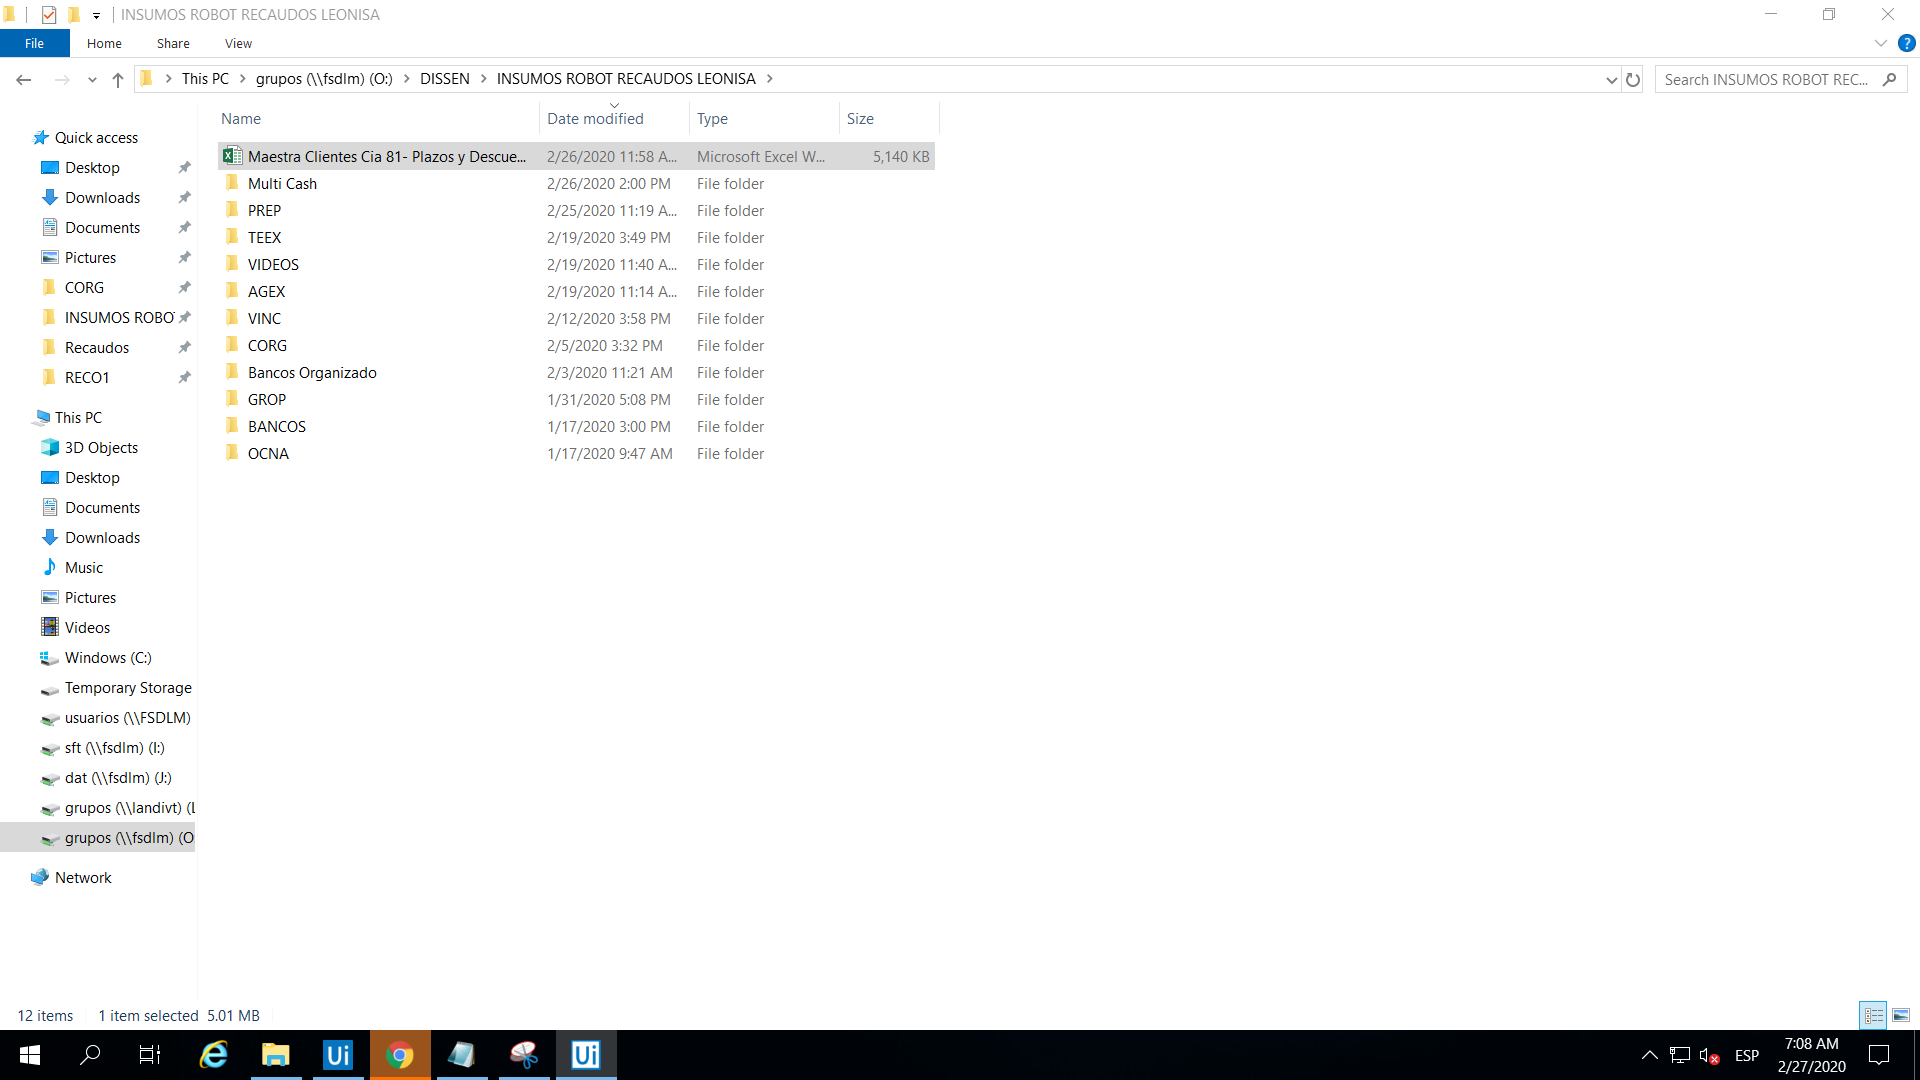 INSUMOS ROBOT RECAUDOS LEONISA
File Home Share View
This PC > grupos (\\fsdlm) (O:) > DISSEN > INSUMOS ROBOT RECAUDOS LEONISA >
Search INSUMOS ROBOT REC...
Quick access
Desktop
Downloads
Documents
Pictures
CORG
INSUMOS ROBO
Recaudos
RECO1
This PC
3D Objects
Desktop
Documents
Downloads
Music
Pictures
Videos
Windows (C:)
Temporary Storage
usuarios (\\FSDLM)
sft (\\fsdlm) (I:)
dat (\\fsdlm) (J:)
grupos (\\landivt) (L
grupos (\\fsdlm) (O
Network
Name Date modified Type Size
Maestra Clientes Cia 81- Plazos y Descue... 2/26/2020 11:58 A... Microsoft Excel W... 5,140 KB
Multi Cash 2/26/2020 2:00 PM File folder
PREP 2/25/2020 11:19 A... File folder
TEEX 2/19/2020 3:49 PM File folder
VIDEOS 2/19/2020 11:40 A... File folder
AGEX 2/19/2020 11:14 A... File folder
VINC 2/12/2020 3:58 PM File folder
CORG 2/5/2020 3:32 PM File folder
Bancos Organizado 2/3/2020 11:21 AM File folder
GROP 1/31/2020 5:08 PM File folder
BANCOS 1/17/2020 3:00 PM File folder
OCNA 1/17/2020 9:47 AM File folder
12 items 1 item selected 5.01 MB
Ui
Ui
ESP
7:08 AM
2/27/2020